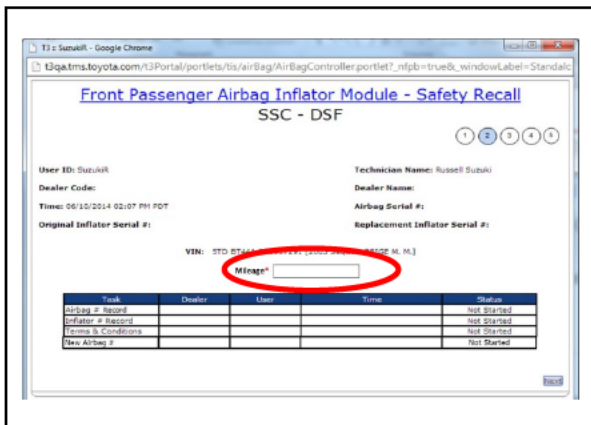 T3 : SuzukiR - Google Chrome
t3qa.tms.toyota.com/t3Portal/portlets/tis/airBag/AirBagController.portlet?_nfpb=true&_windowLabel=Standalc
Front Passenger Airbag Inflator Module - Safety Recall
SSC - DSF
1 2 3 4 5
User ID: SuzukiR Technician Name: Russell Suzuki
Dealer Code: Dealer Name:
Time: 06/10/2014 02:07 PM PDT Airbag Serial #:
Original Inflator Serial #: Replacement Inflator Serial #:
VIN: M. M.]
Mileage*
Task Dealer User Time Status
Airbag # Record Not Started
Inflator # Record Not Started
Terms & Conditions Not Started
New Airbag # Not Started
Next